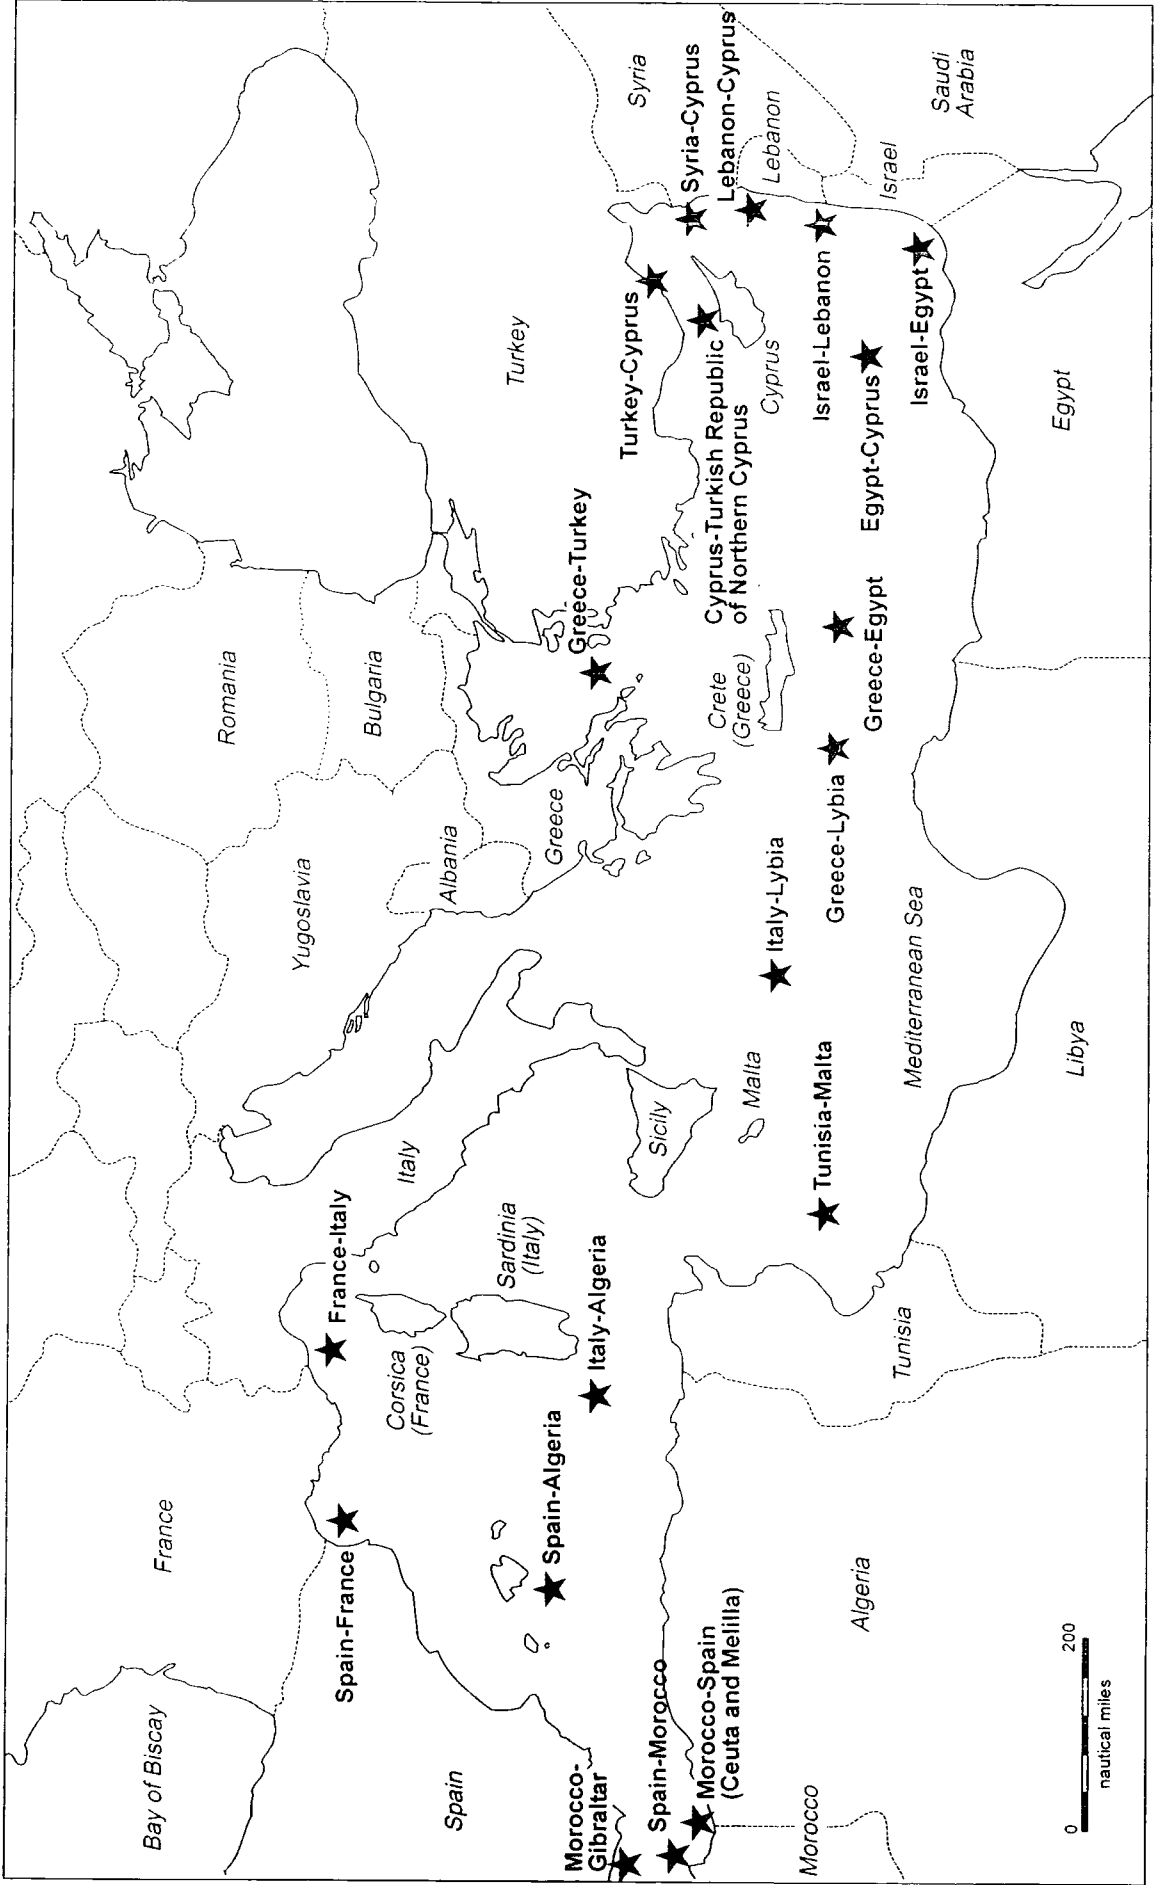 Bay of Biscay
France
Spain
Spain-France
France-Italy
Corsica
(France)
Sardinia
(Italy)
Italy
Yugoslavia
Romania
Bulgaria
Albania
Greece
Turkey
Greece-Turkey
Turkey-Cyprus
Syria
Syria-Cyprus
Lebanon-Cyprus
Lebanon
Israel
Saudi
Arabia
Cyprus-Turkish Republic
of Northern Cyprus
Cyprus
Israel-Lebanon
Egypt-Cyprus
Israel-Egypt
Egypt
Crete
(Greece)
Greece-Egypt
Greece-Lybia
Italy-Lybia
Mediterranean Sea
Sicily
Malta
Tunisia-Malta
Libya
Italy-Algeria
Spain-Algeria
Tunisia
Algeria
Morocco-
Gibraltar
Spain-Morocco
Morocco-Spain
(Ceuta and Melilla)
Morocco
0
200
nautical miles